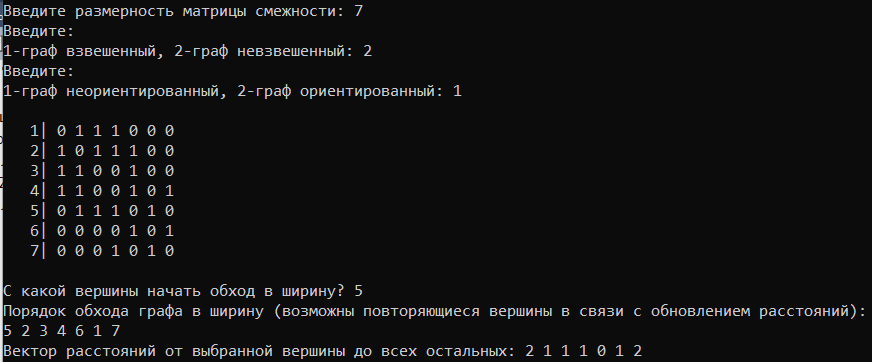 Введите размерность матрицы смежности: 7
Введите:
1-граф взвешенный, 2-граф невзвешенный: 2
Введите:
1-граф неориентированный, 2-граф ориентированный: 1
1| 0 1 1 1 0 0 0
2| 1 0 1 1 1 0 0
3| 1 1 0 0 1 0 0
4| 1 1 0 0 1 0 1
5| 0 1 1 1 0 1 0
6| 0 0 0 0 1 0 1
7| 0 0 0 1 0 1 0
С какой вершины начать обход в ширину? 5
Порядок обхода графа в ширину (возможны повторяющиеся вершины в связи с обновлением расстояний):
5 2 3 4 6 1 7
Вектор расстояний от выбранной вершины до всех остальных: 2 1 1 1 0 1 2